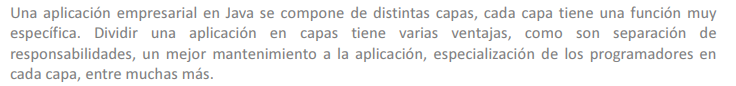 Una aplicación empresarial en Java se compone de distintas capas, cada capa tiene una función muy
específica. Dividir una aplicación en capas tiene varias ventajas, como son separación de
responsabilidades, un mejor mantenimiento a la aplicación, especialización de los programadores en
cada capa, entre muchas más.